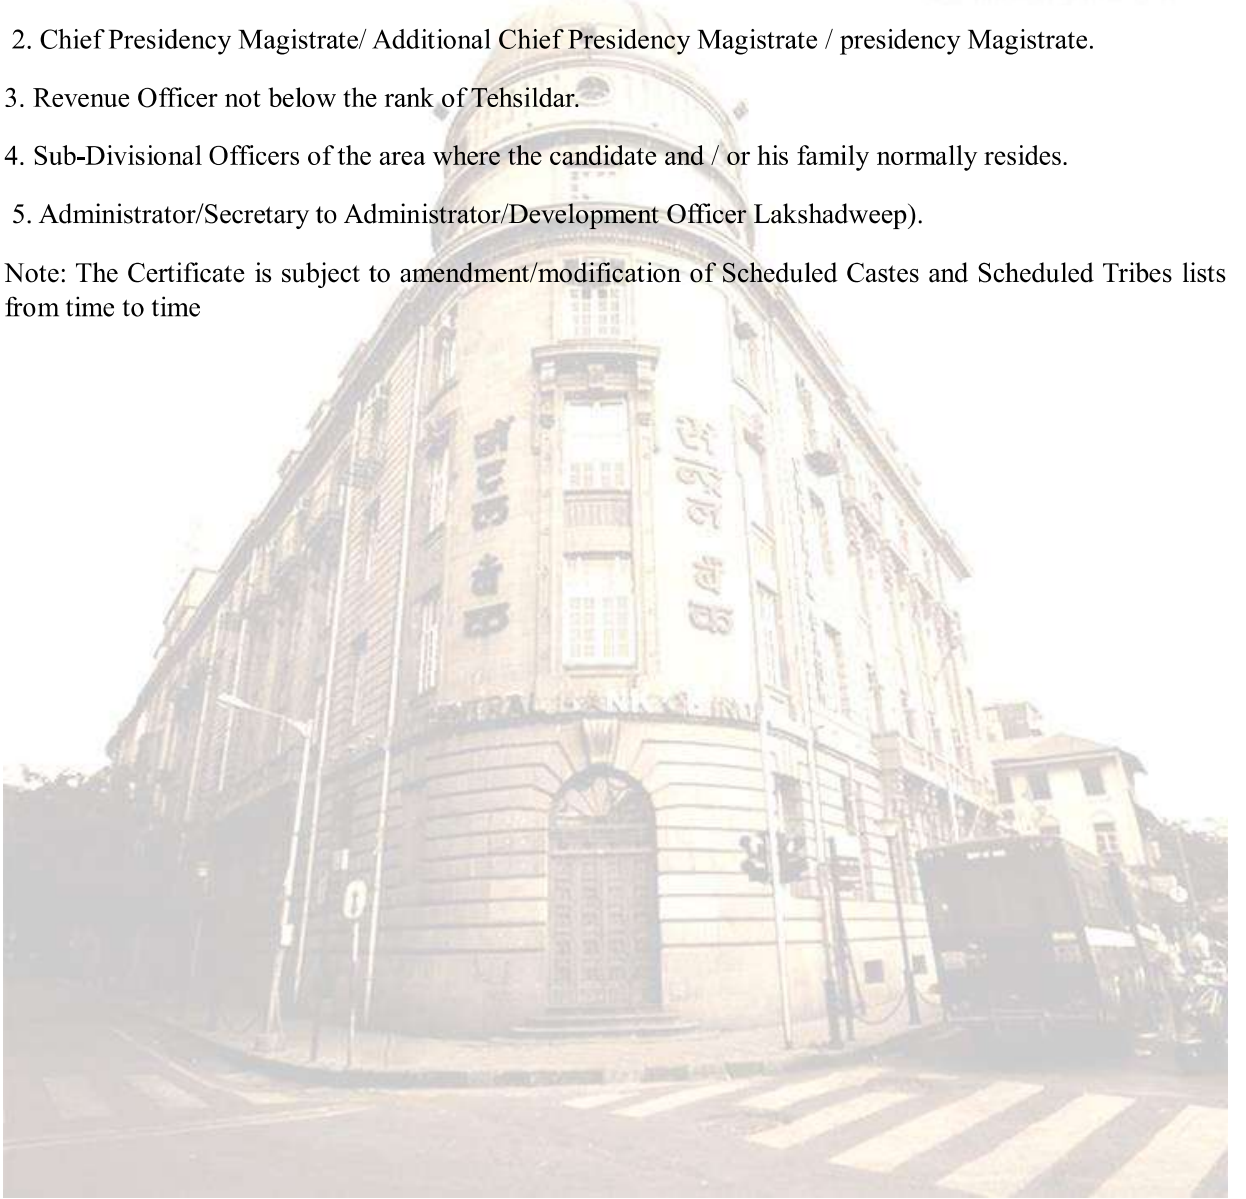 2. Chief Presidency Magistrate/ Additional Chief Presidency Magistrate / presidency Magistrate.
3. Revenue Officer not below the rank of Tehsildar.
4. Sub-Divisional Officers of the area where the candidate and / or his family normally resides.
5. Administrator/Secretary to Administrator/Development Officer Lakshadweep).
Note: The Certificate is subject to amendment/modification of Scheduled Castes and Scheduled Tribes lists
from time to time
सेंट्रल बैंक